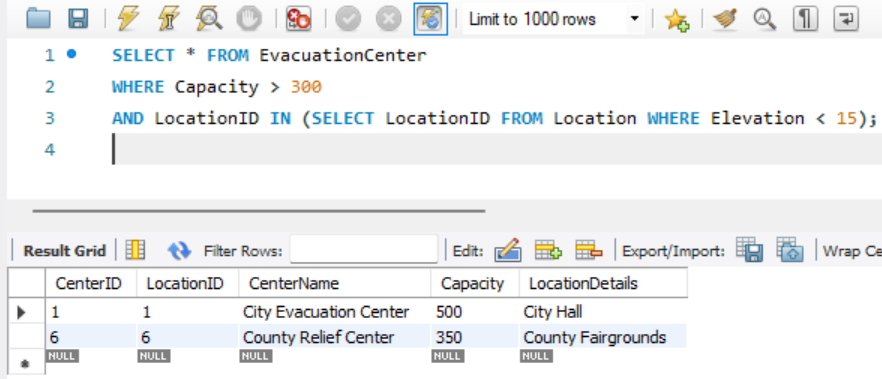 Limit to 1000 rows
1 SELECT * FROM EvacuationCenter
2 WHERE Capacity > 300
3 AND LocationID IN (SELECT LocationID FROM Location WHERE Elevation < 15);
4
Result Grid Filter Rows: Edit: Export/Import: Wrap Ce
CenterID LocationID CenterName Capacity LocationDetails
1 1 City Evacuation Center 500 City Hall
6 6 County Relief Center 350 County Fairgrounds
NULL NULL NULL NULL NULL